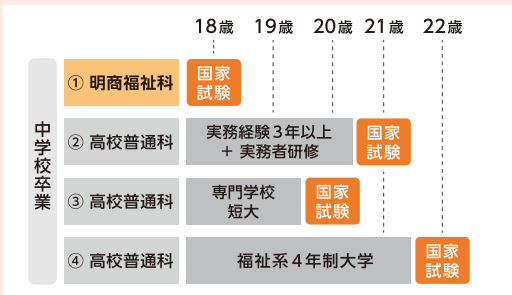 18歳 19歳 20歳 21歳 22歳
中学校卒業
① 明商福祉科
国家
試験
② 高校普通科
実務経験3年以上
+ 実務者研修
国家
試験
③ 高校普通科
専門学校
短大
国家
試験
④ 高校普通科
福祉系4年制大学
国家
試験